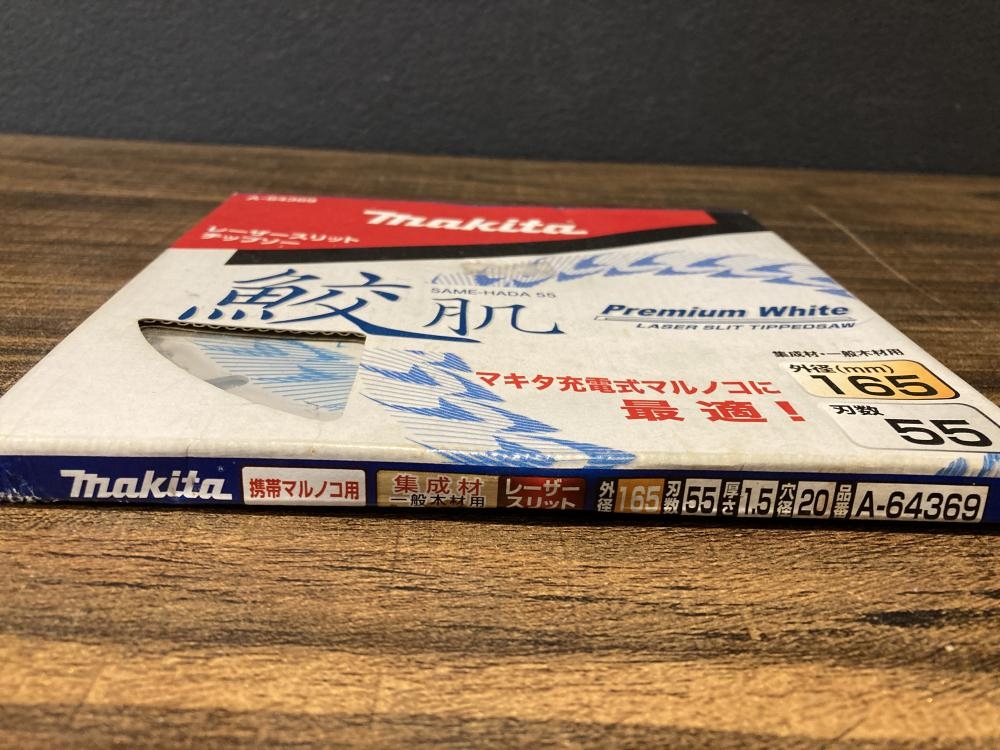 A-64369
makita
レーザースリット
チップソー
鮫肌
SAME-HADA 55
Premium White
LASER SLIT TIPPEDSAW
集成材・一般木材用
マキタ充電式マルノコに
最適！
外径(mm)
165
刃数
55
makita 携帯マルノコ用 集成材 一般木材用 レーザースリット 外径 165 刃数 55 厚さ 1.5 穴径 20 品番 A-64369